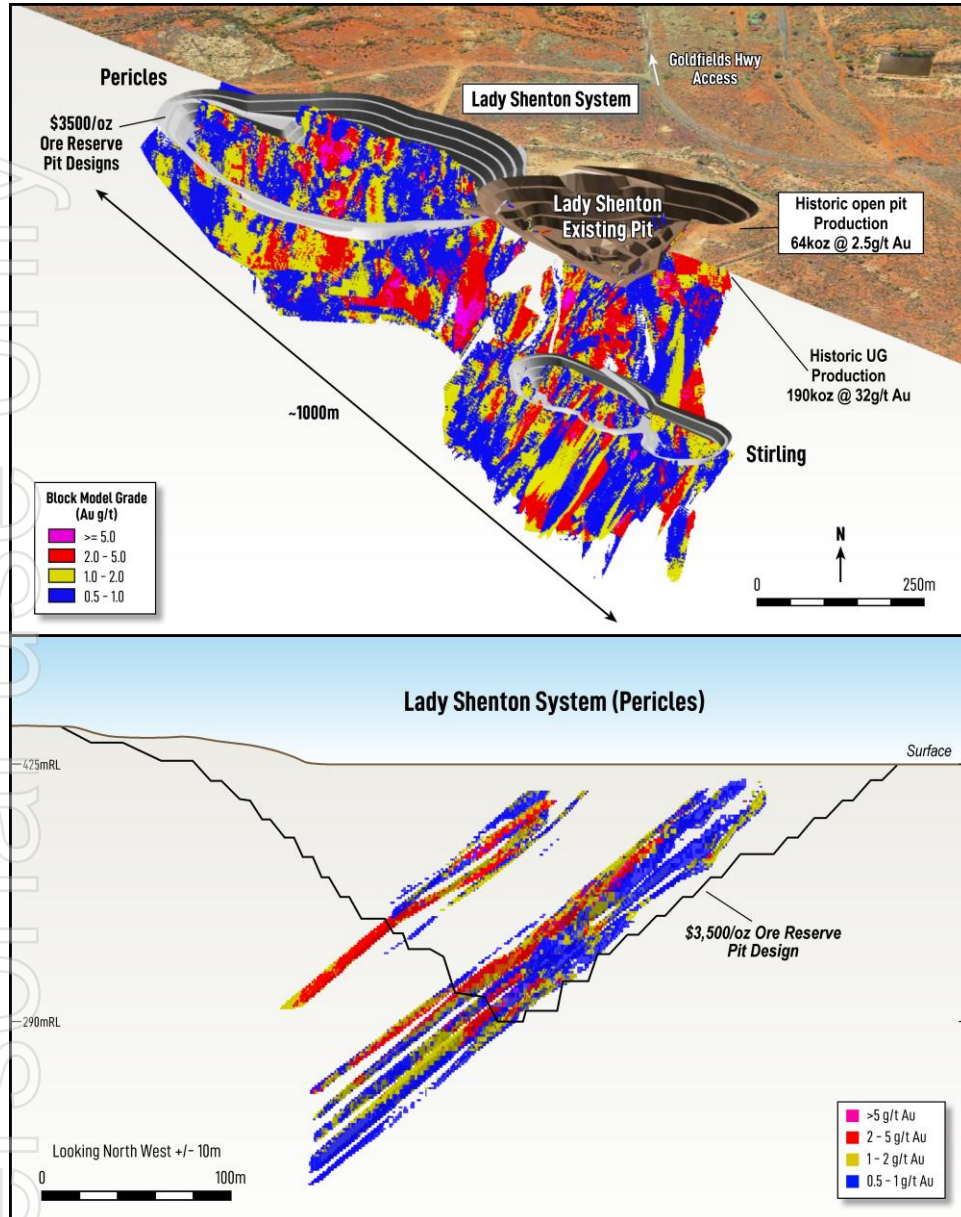 Pericles
$3500/oz
Ore Reserve
Pit Designs
Lady Shenton System
Goldfields Hwy
Access
Lady Shenton
Existing Pit
Historic open pit
Production
64koz @ 2.5g/t Au
Historic UG
Production
190koz @ 32g/t Au
~1000m
Stirling
Block Model Grade
(Au g/t)
>= 5.0
2.0 - 5.0
1.0 - 2.0
0.5 - 1.0
N
0 250m
Lady Shenton System (Pericles)
Surface
425mRL
$3,500/oz Ore Reserve
Pit Design
290mRL
Looking North West +/- 10m
0 100m
>5 g/t Au
2 - 5 g/t Au
1 - 2 g/t Au
0.5 - 1 g/t Au